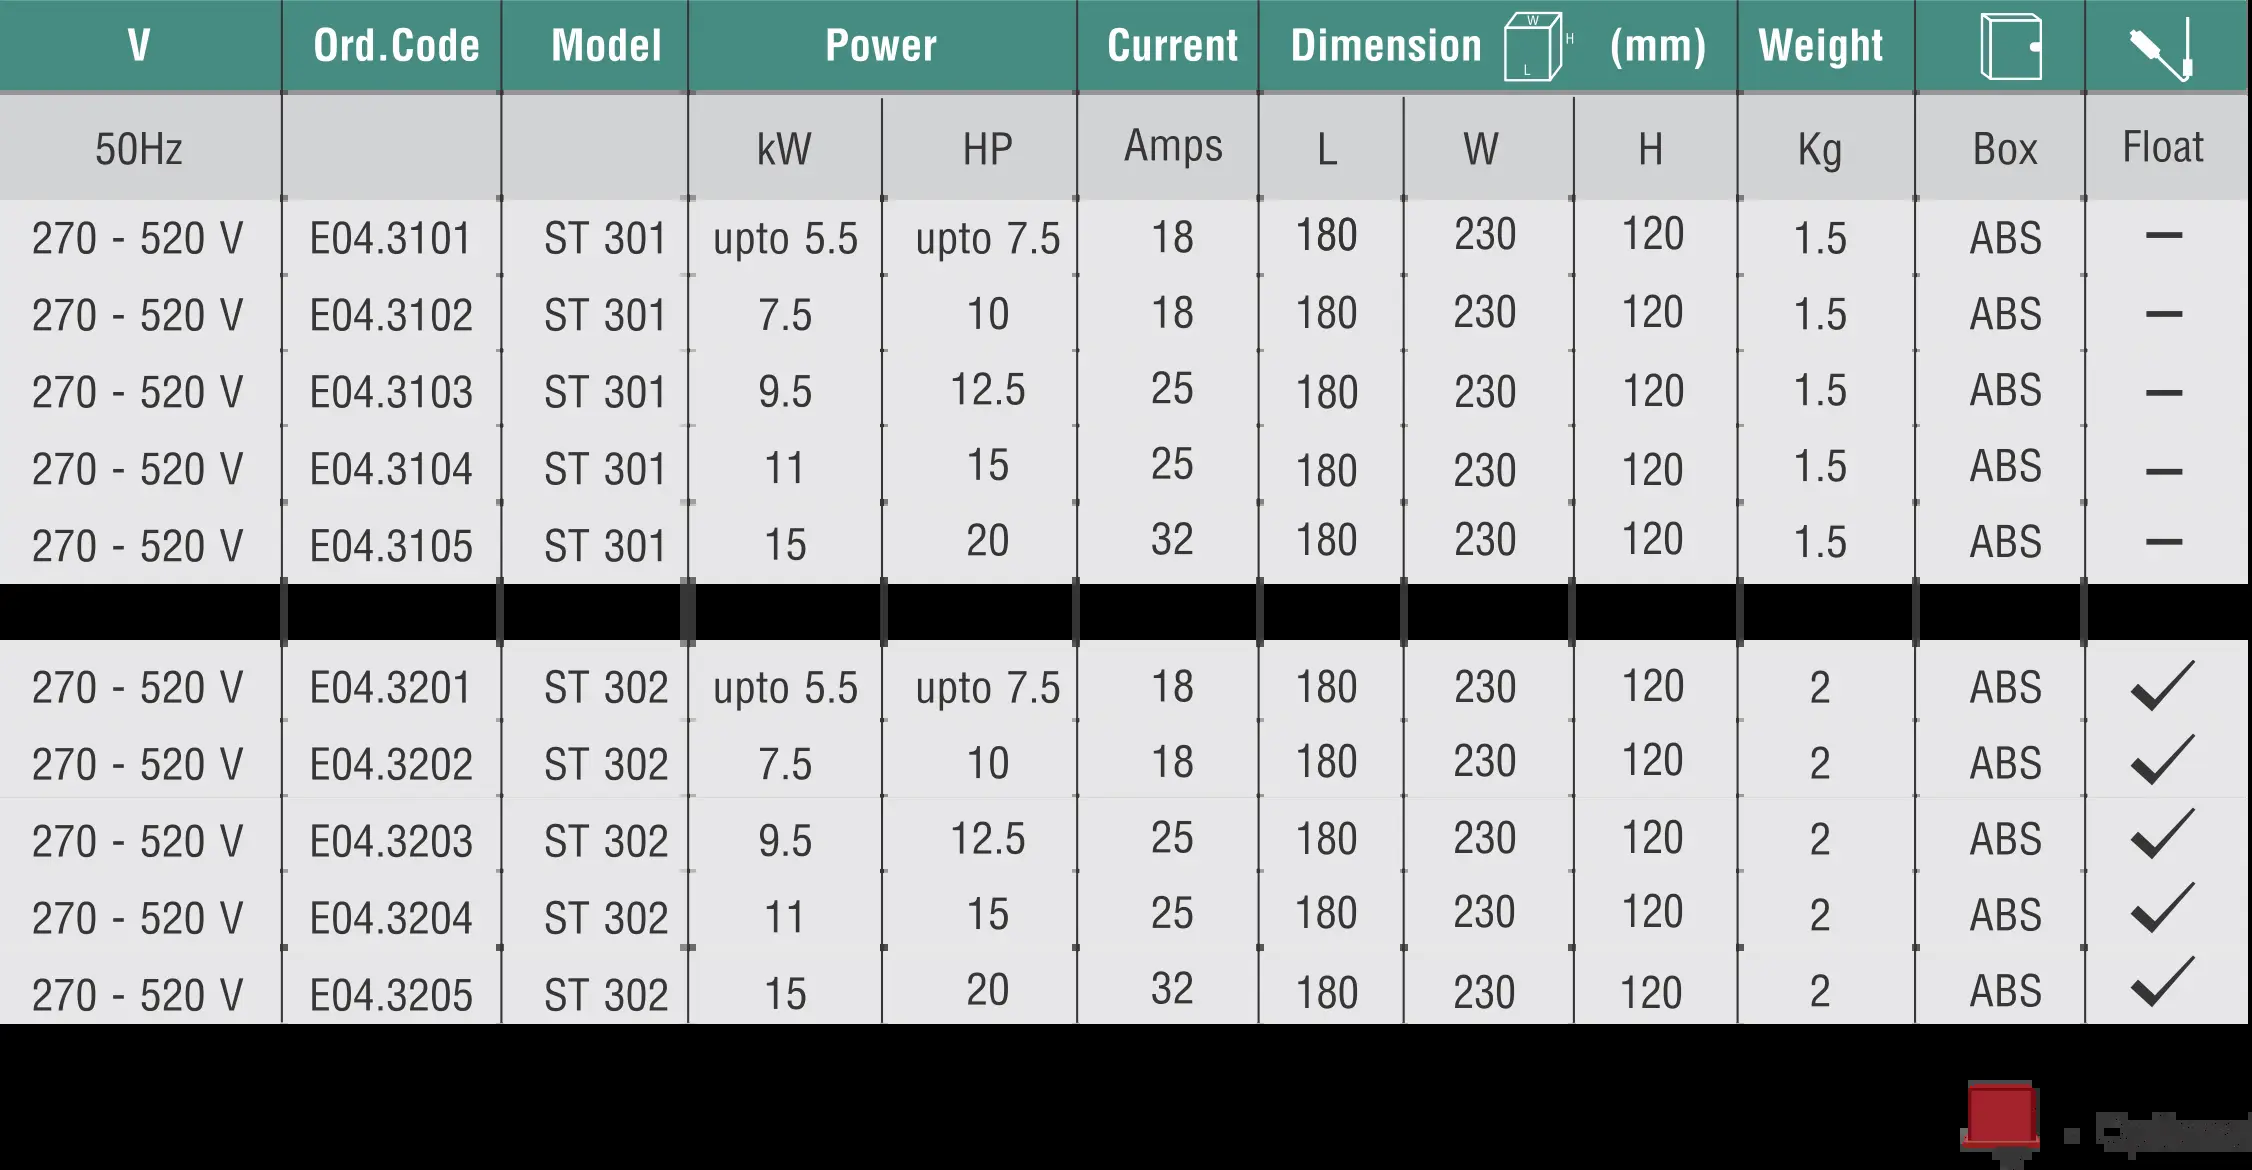 V Ord.Code Model Power Current Dimension W H L (mm) Weight
50Hz kW HP Amps L W H Kg Box Float
270 - 520 V E04.3101 ST 301 upto 5.5 upto 7.5 18 180 230 120 1.5 ABS –
270 - 520 V E04.3102 ST 301 7.5 10 18 180 230 120 1.5 ABS –
270 - 520 V E04.3103 ST 301 9.5 12.5 25 180 230 120 1.5 ABS –
270 - 520 V E04.3104 ST 301 11 15 25 180 230 120 1.5 ABS –
270 - 520 V E04.3105 ST 301 15 20 32 180 230 120 1.5 ABS –
270 - 520 V E04.3201 ST 302 upto 5.5 upto 7.5 18 180 230 120 2 ABS ✓
270 - 520 V E04.3202 ST 302 7.5 10 18 180 230 120 2 ABS ✓
270 - 520 V E04.3203 ST 302 9.5 12.5 25 180 230 120 2 ABS ✓
270 - 520 V E04.3204 ST 302 11 15 25 180 230 120 2 ABS ✓
270 - 520 V E04.3205 ST 302 15 20 32 180 230 120 2 ABS ✓